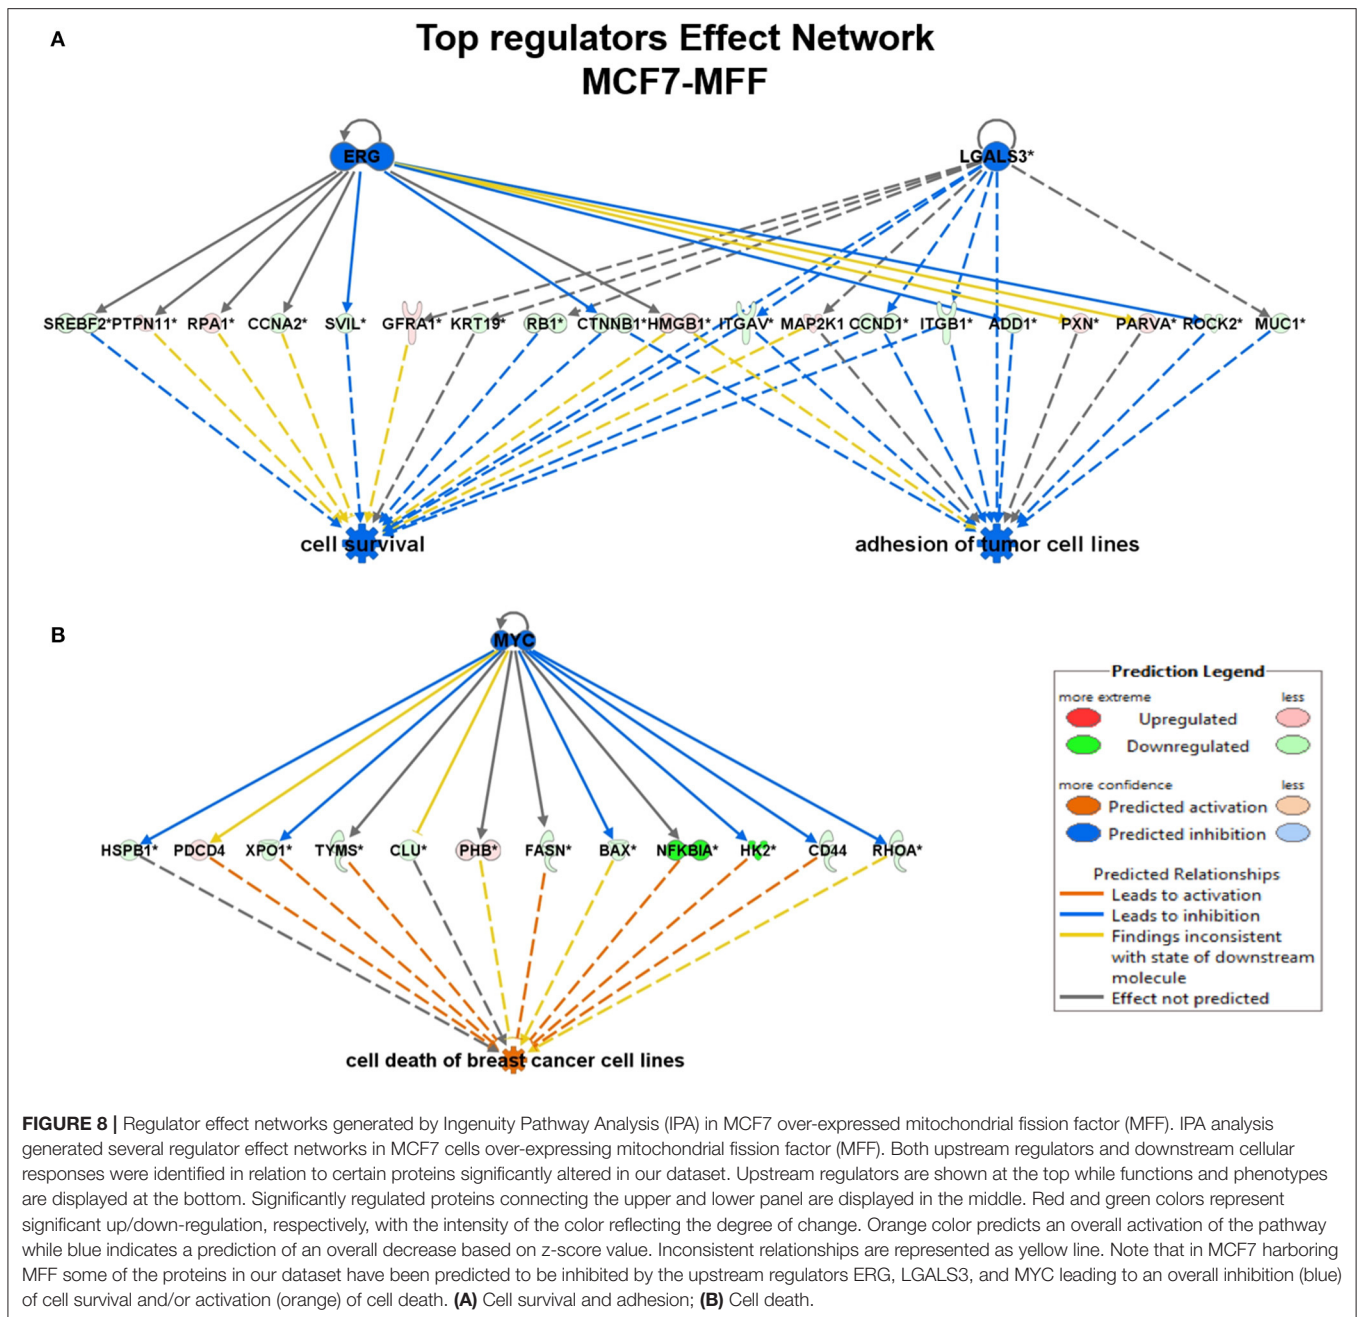 A
Top regulators Effect Network
MCF7-MFF
ERG
LGALS3*
SREBF2*PTPN11* RPA1* CCNA2* SVIL* GFRA1* KRT19* RB1* CTNNB1*HMGB1* ITGAV* MAP2K1 CCND1* ITGB1* ADD1* PXN* PARVA* ROCK2* MUC1*
cell survival
adhesion of tumor cell lines
B
MYC
HSPB1* PDCD4 XPO1* TYMS* CLU* PHB* FASN* BAX* NFKBIA* HK2* CD44 RHOA*
cell death of breast cancer cell lines
Prediction Legend
more extreme less
Upregulated
Downregulated
more confidence less
Predicted activation
Predicted inhibition
Predicted Relationships
Leads to activation
Leads to inhibition
Findings inconsistent
with state of downstream
molecule
Effect not predicted
FIGURE 8 | Regulator effect networks generated by Ingenuity Pathway Analysis (IPA) in MCF7 over-expressed mitochondrial fission factor (MFF). IPA analysis
generated several regulator effect networks in MCF7 cells over-expressing mitochondrial fission factor (MFF). Both upstream regulators and downstream cellular
responses were identified in relation to certain proteins significantly altered in our dataset. Upstream regulators are shown at the top while functions and phenotypes
are displayed at the bottom. Significantly regulated proteins connecting the upper and lower panel are displayed in the middle. Red and green colors represent
significant up/down-regulation, respectively, with the intensity of the color reflecting the degree of change. Orange color predicts an overall activation of the pathway
while blue indicates a prediction of an overall decrease based on z-score value. Inconsistent relationships are represented as yellow line. Note that in MCF7 harboring
MFF some of the proteins in our dataset have been predicted to be inhibited by the upstream regulators ERG, LGALS3, and MYC leading to an overall inhibition (blue)
of cell survival and/or activation (orange) of cell death. (A) Cell survival and adhesion; (B) Cell death.